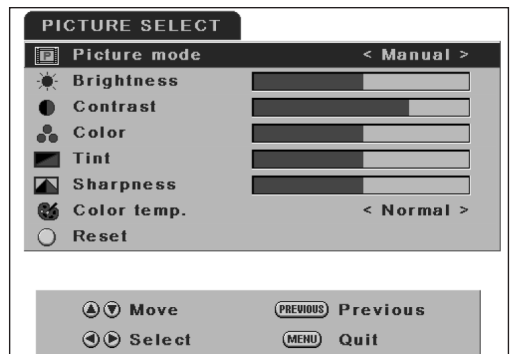 PICTURE SELECT
P Picture mode < Manual >
Brightness
Contrast
Color
Tint
Sharpness
Color temp. < Normal >
Reset
Move PREVIOUS Previous
Select MENU Quit